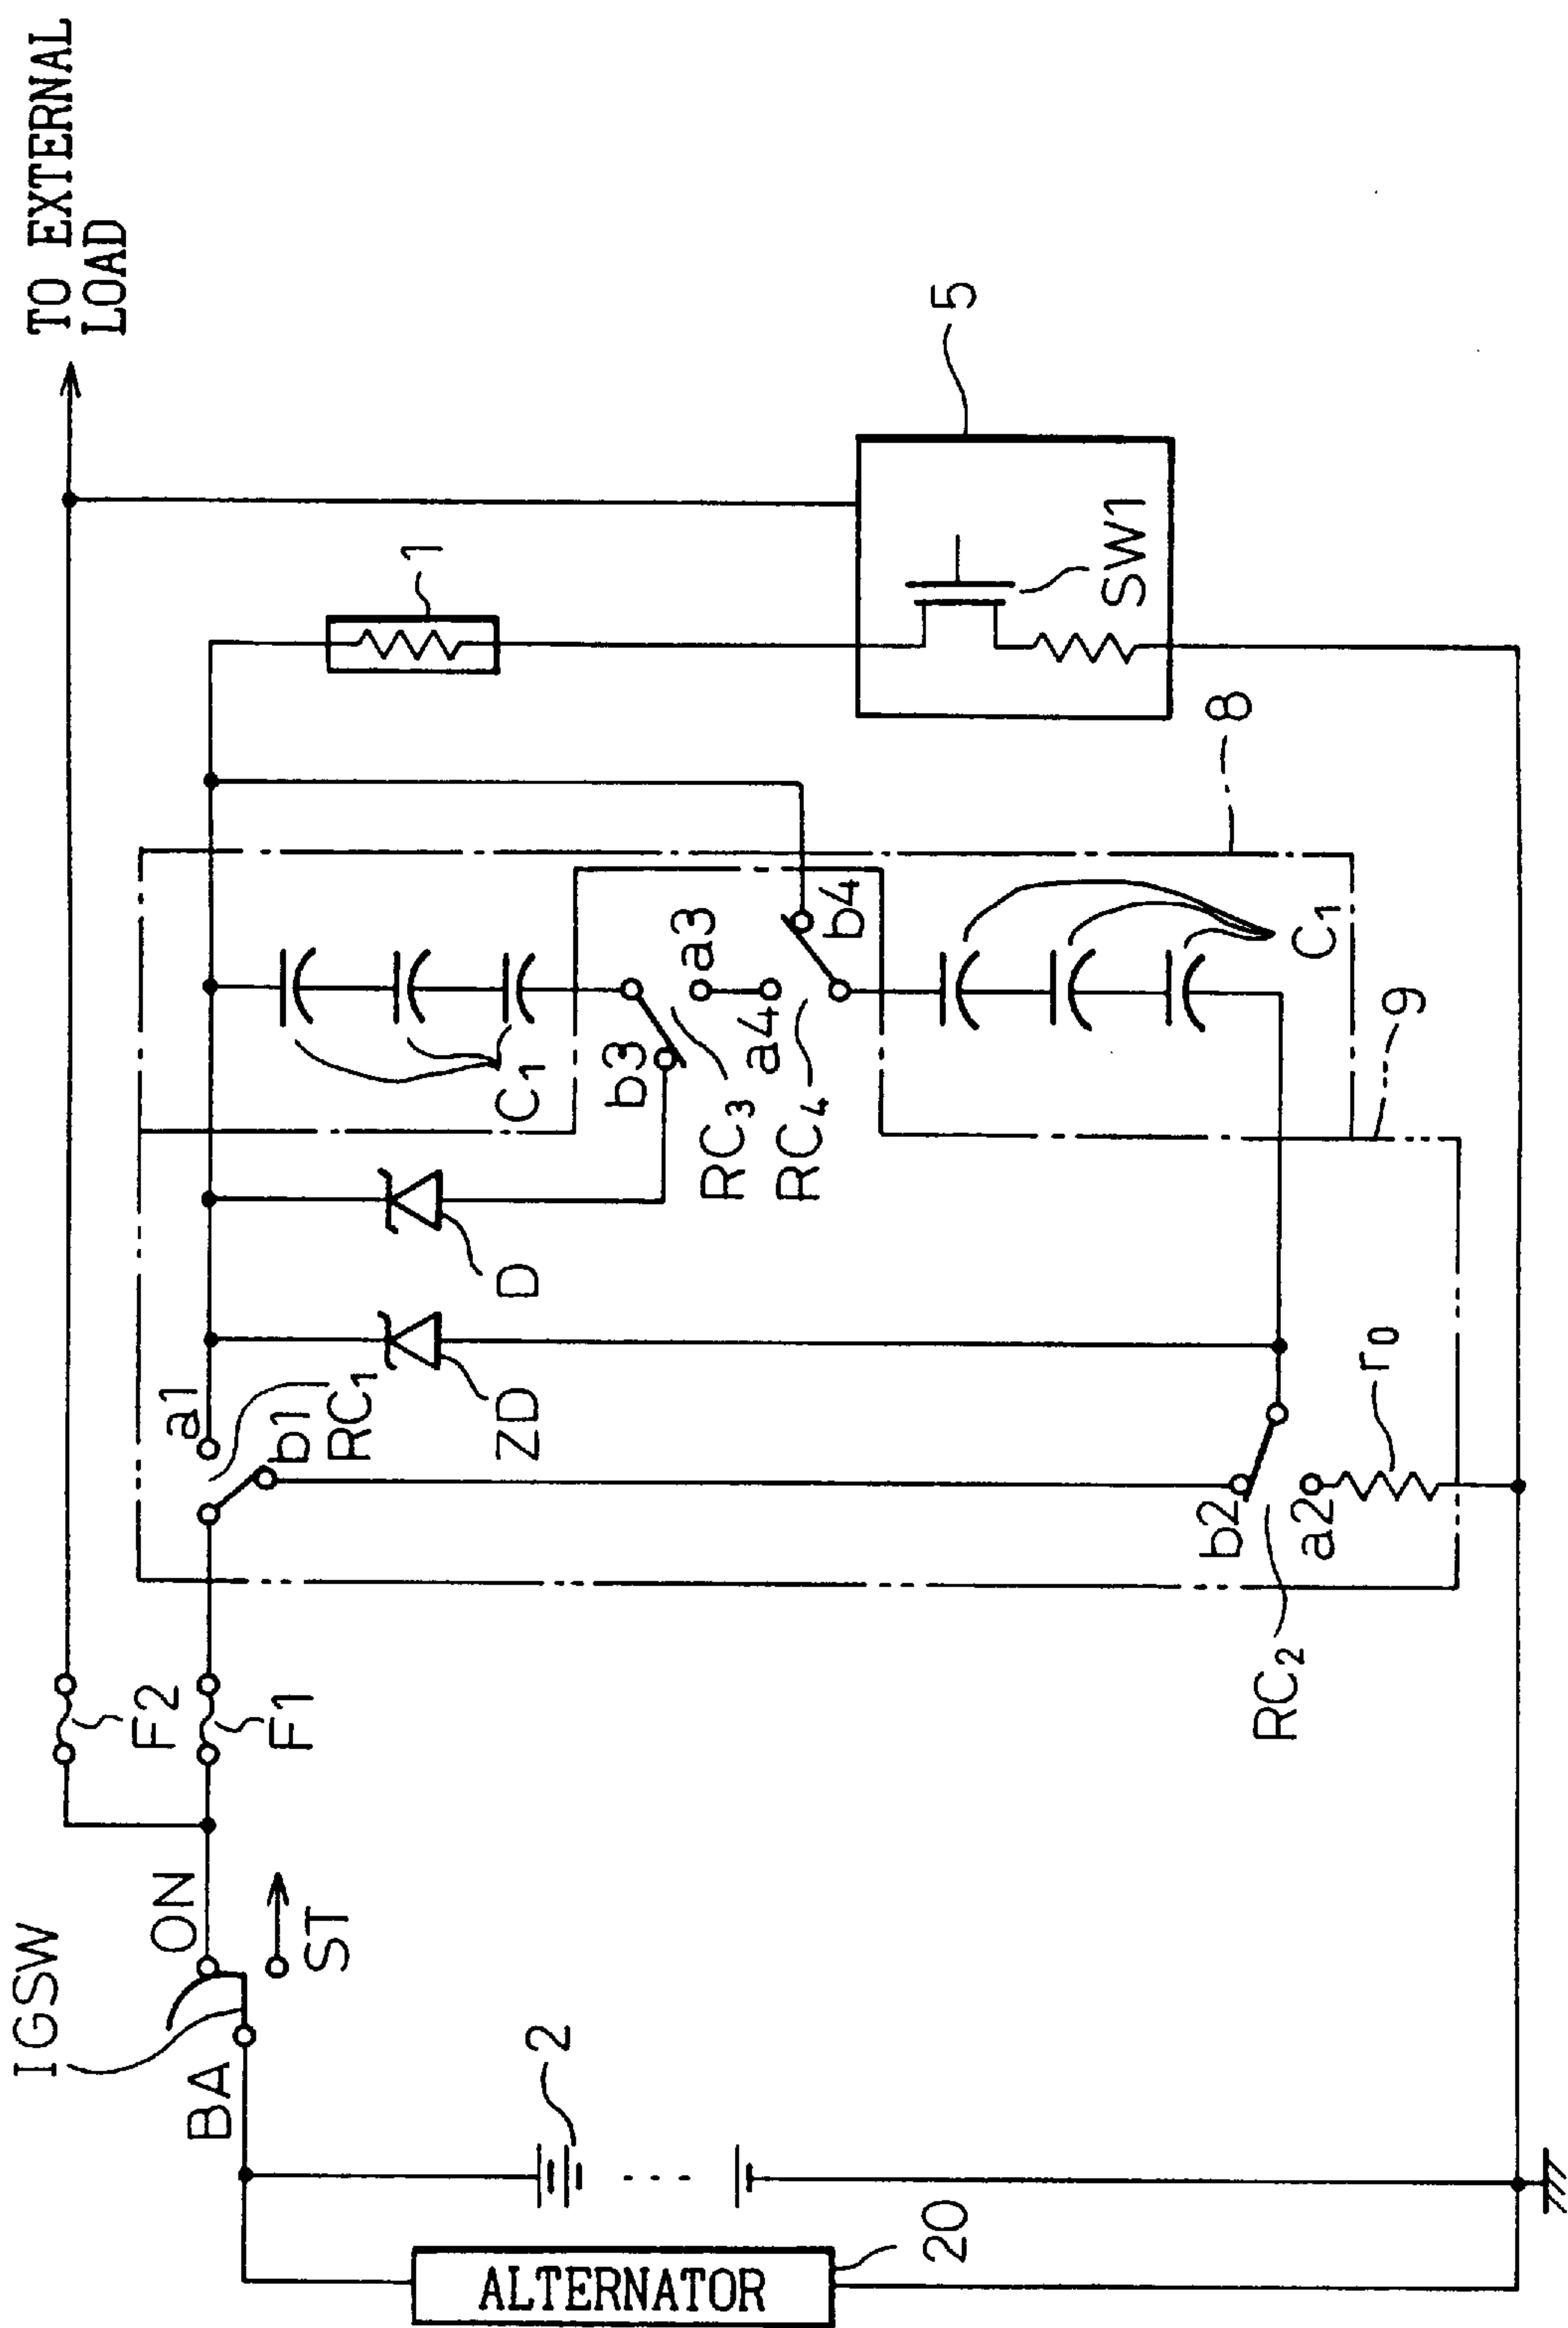 TO EXTERNAL
LOAD
IGSW
ON
BA
ST
F2
F1
a1
b1
RC1
ZD
D
C1
b3
a3
RC3
a4
RC4
b4
C1
1
5
SW1
8
9
b2
a2
r0
RC2
2
ALTERNATOR
20